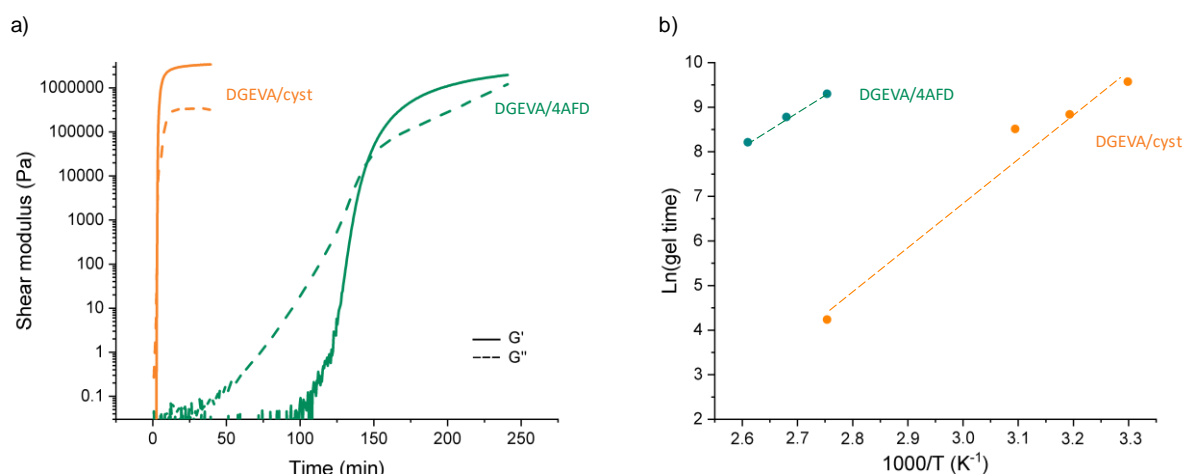 a)
Shear modulus (Pa)
1000000
100000
10000
1000
100
10
1
0.1
DGEVA/cyst
DGEVA/4AFD
G'
G"
0
50
100
150
200
250
Time (min)
b)
Ln(gel time)
10
9
8
7
6
5
4
3
2
DGEVA/4AFD
DGEVA/cyst
2.6
2.7
2.8
2.9
3.0
3.1
3.2
3.3
1000/T (K⁻¹)